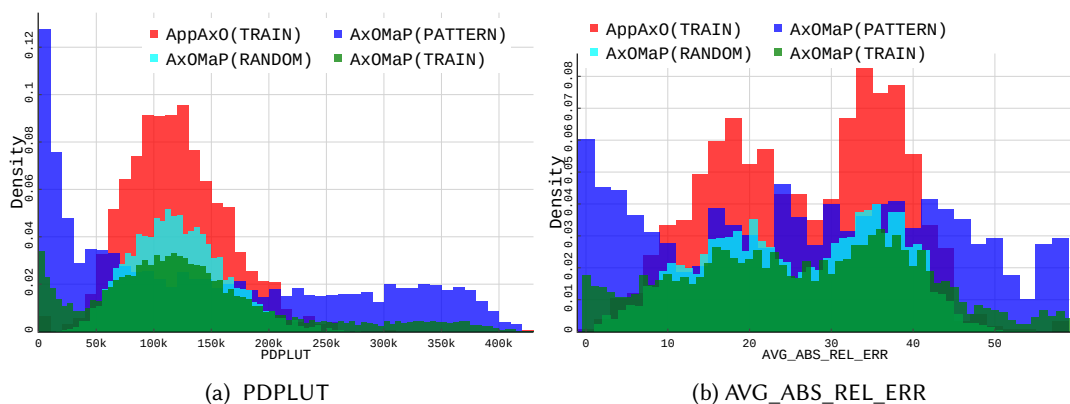 AppAxO(TRAIN) AxOMaP(PATTERN)
AxOMaP(RANDOM) AxOMaP(TRAIN)
Density
0 0.02 0.04 0.06 0.08 0.1 0.12
0 50k 100k 150k 200k 250k 300k 350k 400k
PDPLUT
(a) PDPLUT
AppAxO(TRAIN) AxOMaP(PATTERN)
AxOMaP(RANDOM) AxOMaP(TRAIN)
Density
0 0.01 0.02 0.03 0.04 0.05 0.06 0.07 0.08
0 10 20 30 40 50
AVG_ABS_REL_ERR
(b) AVG_ABS_REL_ERR